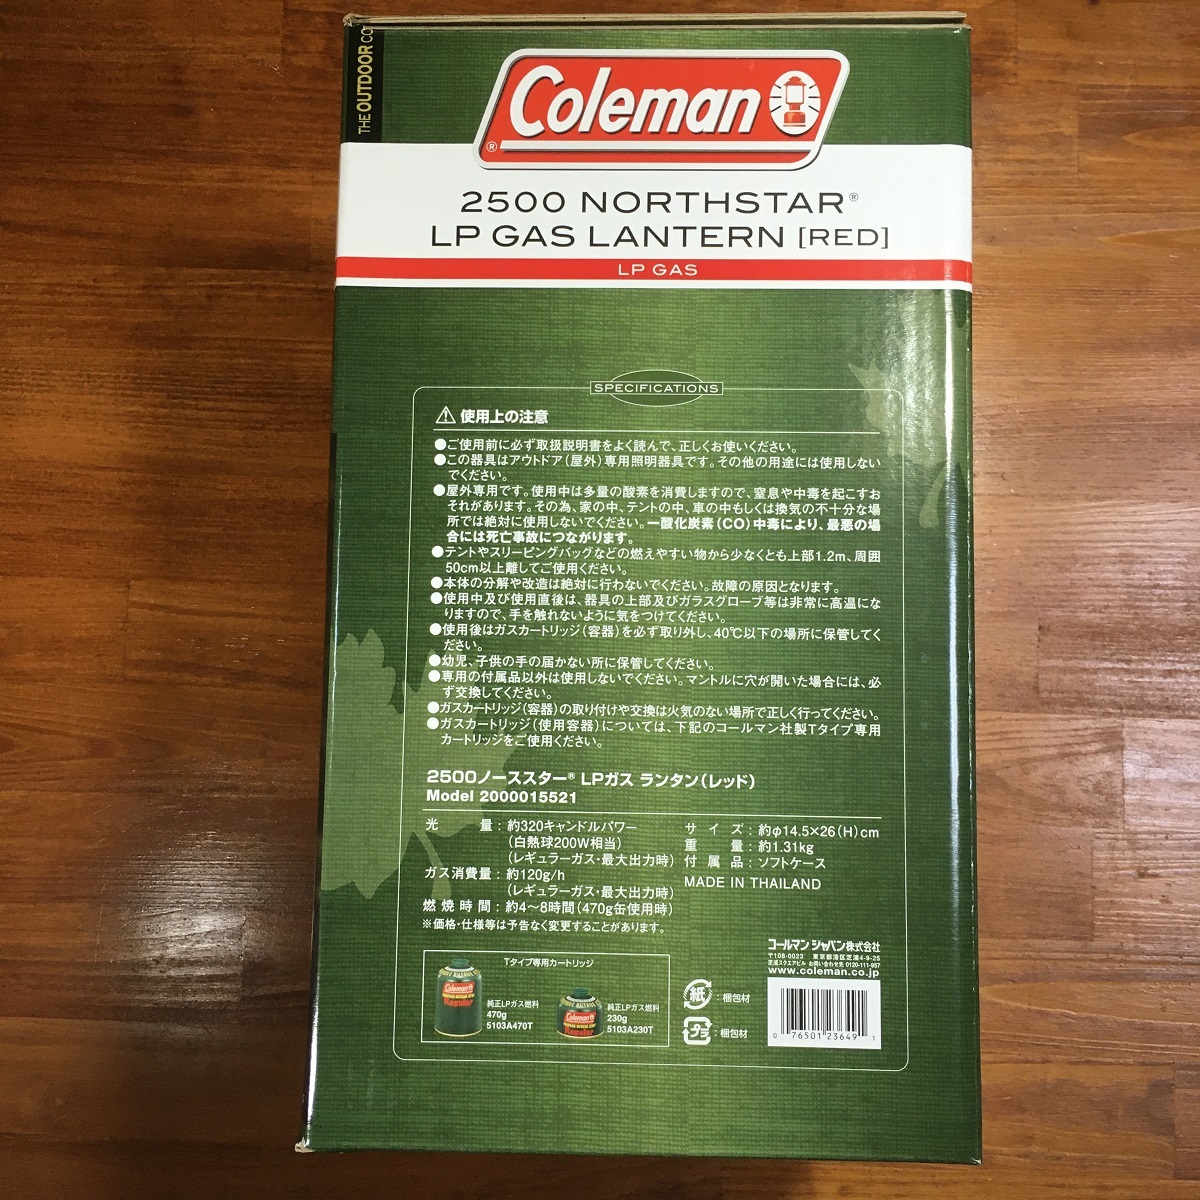 THE OUTDOOR CO
Coleman
®
2500 NORTHSTAR®
LP GAS LANTERN [RED]
LP GAS
SPECIFICATIONS
使用上の注意
●ご使用前に必ず取扱説明書をよく読んで、正しくお使いください。
●この器具はアウトドア(屋外)専用照明器具です。その他の用途には使用しない
でください。
●屋外専用です。使用中は多量の酸素を消費しますので、窒息や中毒を起こすお
それがあります。その為、家の中、テントの中、車の中もしくは換気の不十分な場
所では絶対に使用しないでください。一酸化炭素(CO)中毒により、最悪の場
合には死亡事故につながります。
●テントやスリーピングバッグなどの燃えやすい物から少なくとも上部1.2m、周囲
50cm以上離してご使用ください。
●本体の分解や改造は絶対に行わないでください。故障の原因となります。
●使用中及び使用直後は、器具の上部及びガラスグローブ等は非常に高温にな
りますので、手を触れないように気をつけてください。
●使用後はガスカートリッジ(容器)を必ず取り外し、40℃以下の場所に保管してく
ださい。
●幼児、子供の手の届かない所に保管してください。
●専用の付属品以外は使用しないでください。マントルに穴が開いた場合には、必
ず交換してください。
●ガスカートリッジ(容器)の取り付けや交換は火気のない場所で正しく行ってください。
●ガスカートリッジ(使用容器)については、下記のコールマン社製Tタイプ専用
カートリッジをご使用ください。
2500ノーススター® LPガス ランタン(レッド)
Model 2000015521
光 量:約320キャンドルパワー
(白熱球200W相当)
(レギュラーガス・最大出力時)
ガス消費量:約120g/h
(レギュラーガス・最大出力時)
燃焼時間:約4~8時間(470g缶使用時)
※価格・仕様等は予告なく変更することがあります。
サイズ:約φ14.5×26(H)cm
重 量:約1.31kg
付属品:ソフトケース
MADE IN THAILAND
コールマン ジャパン株式会社
〒108-0023 東京都港区芝浦4-9-25
芝浦スクエアビル お問い合わせ先 0120-111-957
www.coleman.co.jp
Tタイプ専用カートリッジ
Coleman
Regular
純正LPガス燃料
470g
5103A470T
Coleman
Regular
純正LPガス燃料
230g
5103A230T
紙:梱包材
プラ:梱包材
0 76501 23649 1